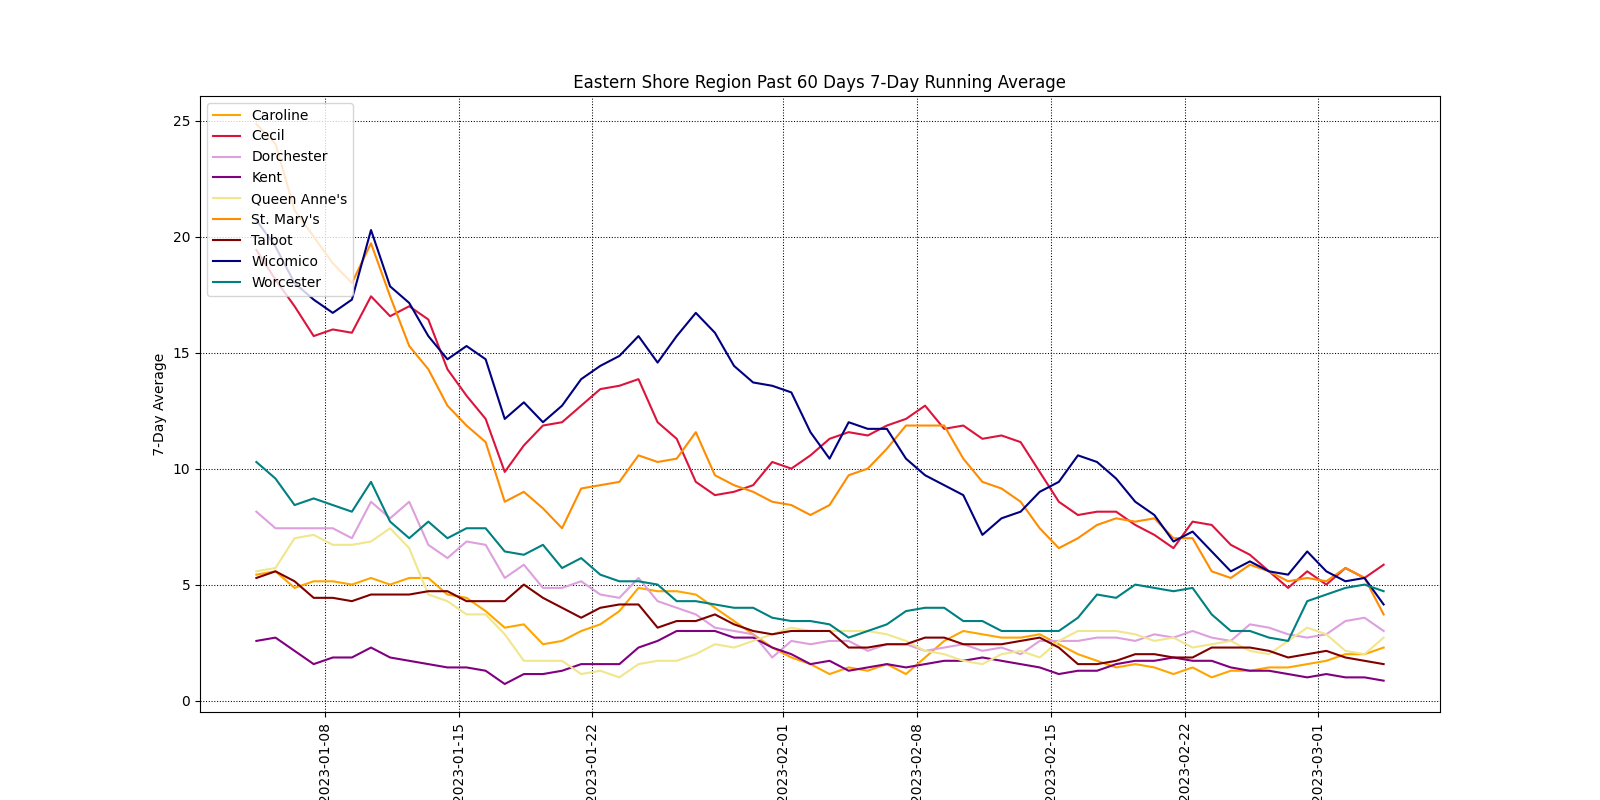 Eastern Shore Region Past 60 Days 7-Day Running Average
Caroline
Cecil
Dorchester
Kent
Queen Anne's
St. Mary's
Talbot
Wicomico
Worcester
25
20
15
10
5
0
7-Day Average
2023-01-08
2023-01-15
2023-01-22
2023-02-01
2023-02-08
2023-02-15
2023-02-22
2023-03-01